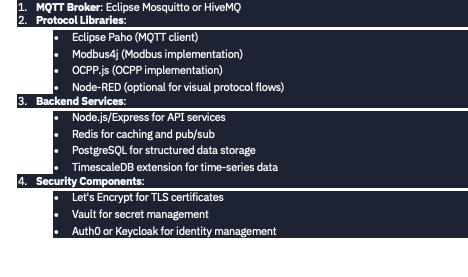 1. MQTT Broker: Eclipse Mosquitto or HiveMQ
2. Protocol Libraries:
• Eclipse Paho (MQTT client)
• Modbus4j (Modbus implementation)
• OCPP.js (OCPP implementation)
• Node-RED (optional for visual protocol flows)
3. Backend Services:
• Node.js/Express for API services
• Redis for caching and pub/sub
• PostgreSQL for structured data storage
• TimescaleDB extension for time-series data
4. Security Components:
• Let's Encrypt for TLS certificates
• Vault for secret management
• Auth0 or Keycloak for identity management